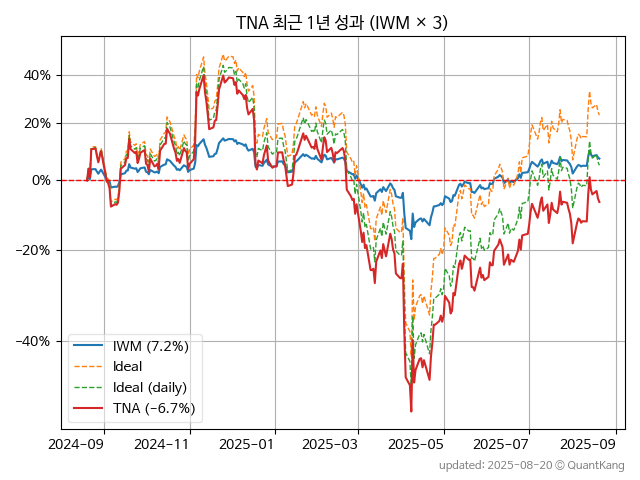 TNA 최근 1년 성과 (IWM × 3)
40%
20%
0%
−20%
−40%
IWM (7.2%)
Ideal
Ideal (daily)
TNA (−6.7%)
2024-09 2024-11 2025-01 2025-03 2025-05 2025-07 2025-09
updated: 2025-08-20 © QuantKang